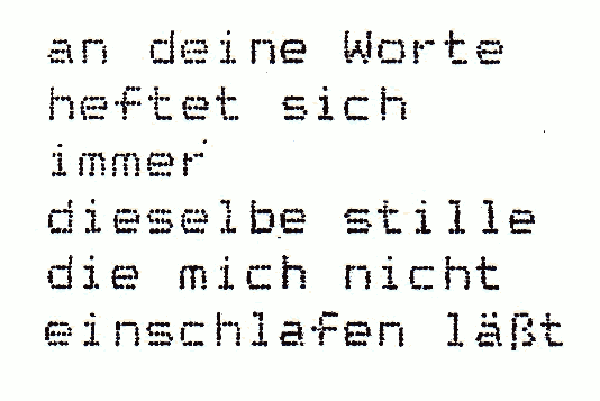 an deine Worte
heftet sich
immer
dieselbe stille
die mich nicht
einschlafen läßt